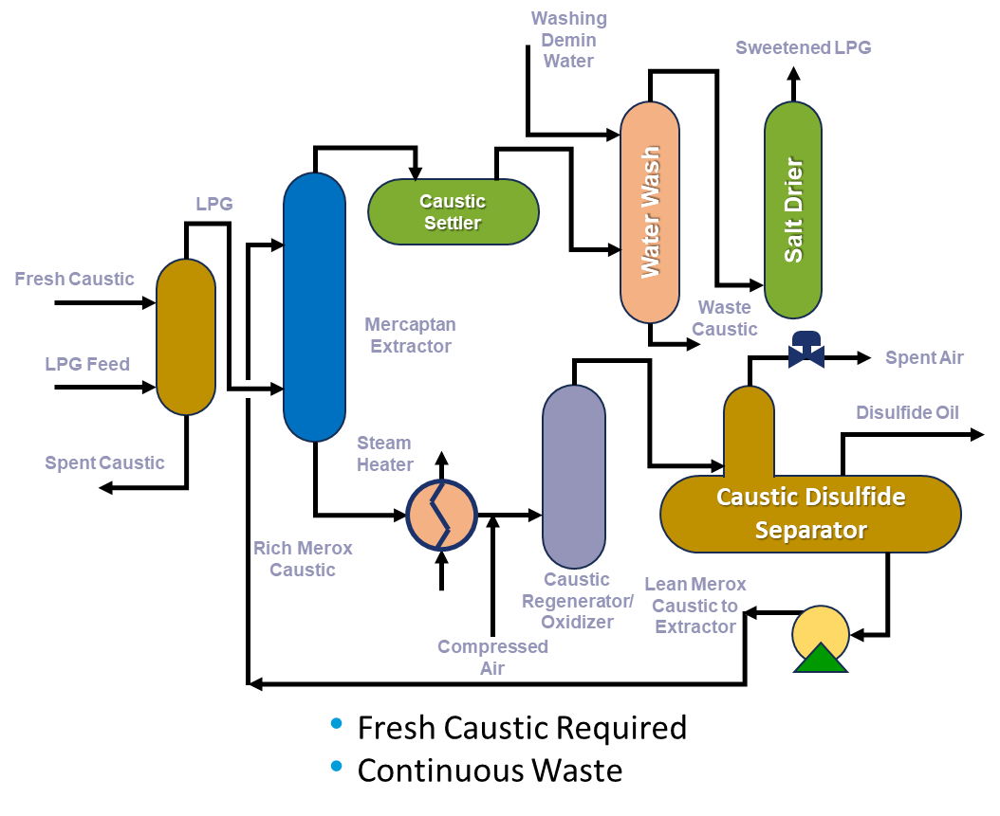 Washing
Demin
Water
Sweetened LPG
Water Wash
Salt Drier
LPG
Caustic
Settler
Fresh Caustic
Mercaptan
Extractor
Waste
Caustic
LPG Feed
Spent Air
Disulfide Oil
Spent Caustic
Steam
Heater
Caustic Disulfide
Separator
Rich Merox
Caustic
Caustic
Regenerator/
Oxidizer
Lean Merox
Caustic to
Extractor
Compressed
Air
• Fresh Caustic Required
• Continuous Waste